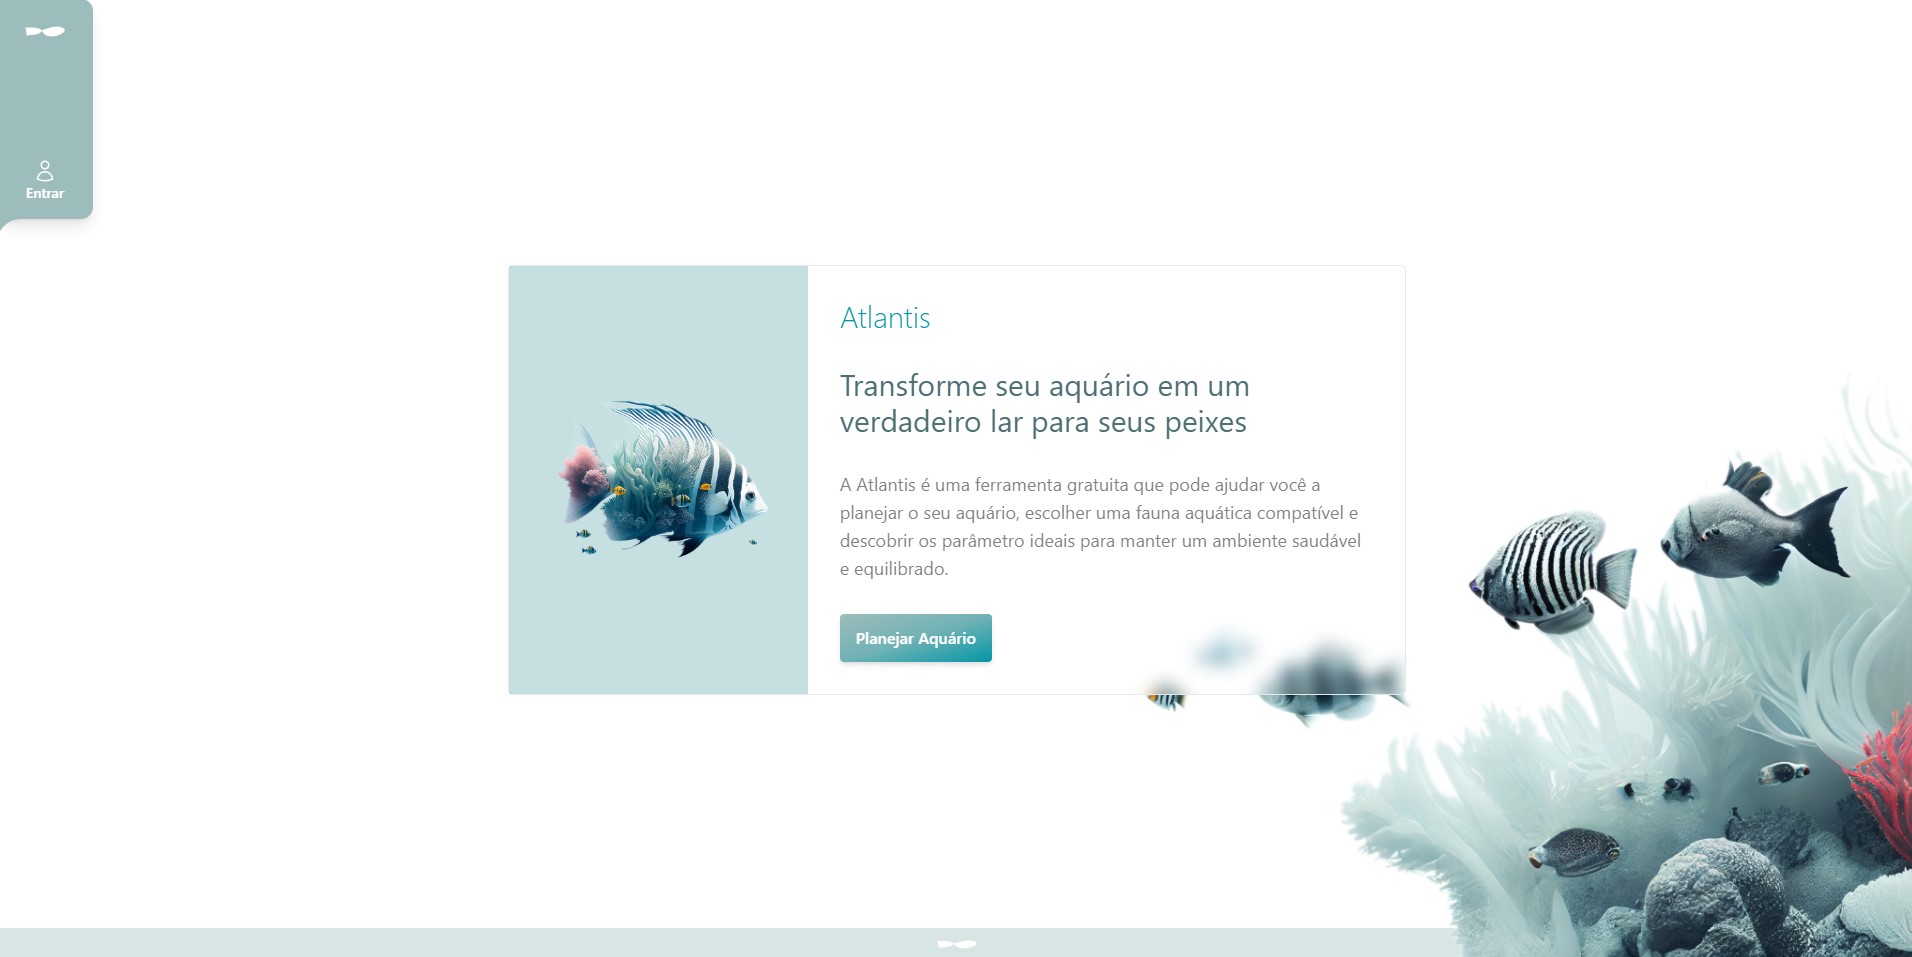 Entrar
Atlantis
Transforme seu aquário em um
verdadeiro lar para seus peixes
A Atlantis é uma ferramenta gratuita que pode ajudar você a
planejar o seu aquário, escolher uma fauna aquática compatível e
descobrir os parâmetro ideais para manter um ambiente saudável
e equilibrado.
Planejar Aquário